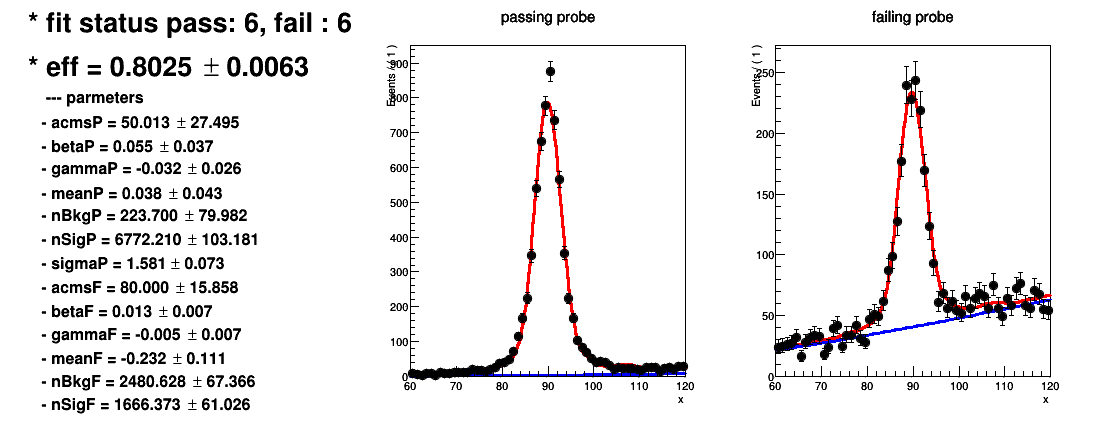 * fit status pass: 6, fail : 6
* eff = 0.8025 ± 0.0063
--- parmeters
- acmsP = 50.013 ± 27.495
- betaP = 0.055 ± 0.037
- gammaP = -0.032 ± 0.026
- meanP = 0.038 ± 0.043
- nBkgP = 223.700 ± 79.982
- nSigP = 6772.210 ± 103.181
- sigmaP = 1.581 ± 0.073
- acmsF = 80.000 ± 15.858
- betaF = 0.013 ± 0.007
- gammaF = -0.005 ± 0.007
- meanF = -0.232 ± 0.111
- nBkgF = 2480.628 ± 67.366
- nSigF = 1666.373 ± 61.026
passing probe
Events / ( 1 )
900
800
700
600
500
400
300
200
100
0
60 70 80 90 100 110 120
x
failing probe
Events / ( 1 )
250
200
150
100
50
0
60 70 80 90 100 110 120
x